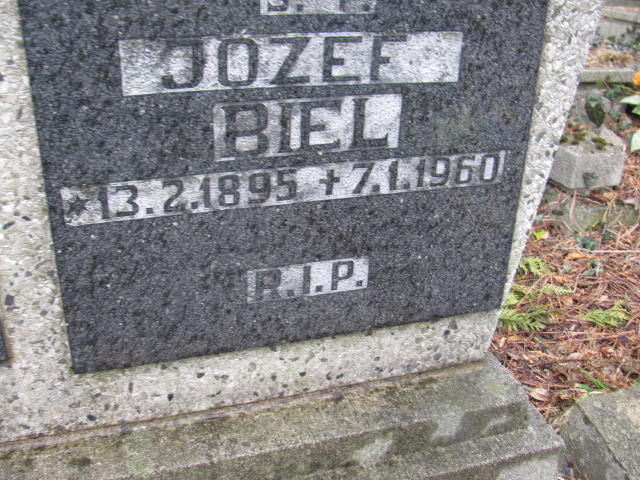 S. P.
JOZEF
BIEL
*13.2.1895 +7.1.1960
R.I.P.